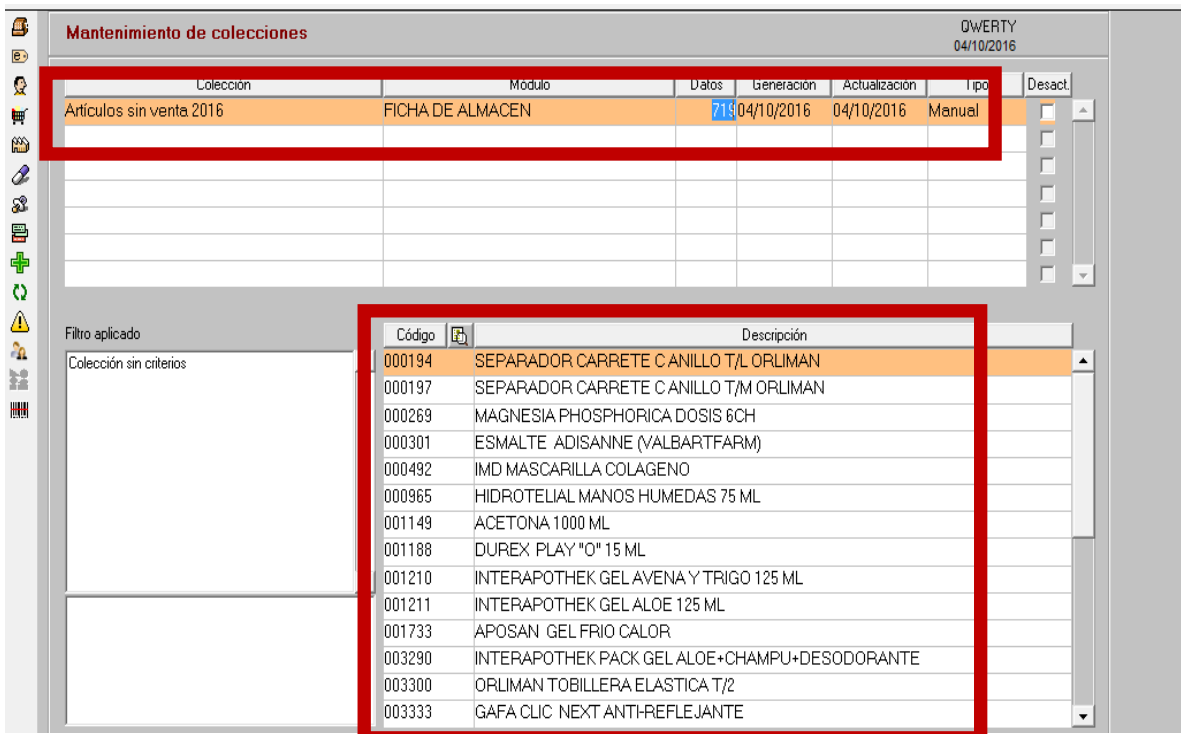 Mantenimiento de colecciones
QWERTY
04/10/2016
Colección Módulo Datos Generación Actualización Tipo Desact.
Artículos sin venta 2016 FICHA DE ALMACEN 719 04/10/2016 04/10/2016 Manual
Filtro aplicado
Colección sin criterios
Código Descripción
000194 SEPARADOR CARRETE C ANILLO T/L ORLIMAN
000197 SEPARADOR CARRETE C ANILLO T/M ORLIMAN
000269 MAGNESIA PHOSPHORICA DOSIS 6CH
000301 ESMALTE ADISANNE (VALBARTFARM)
000492 IMD MASCARILLA COLAGENO
000965 HIDROTELIAL MANOS HUMEDAS 75 ML
001149 ACETONA 1000 ML
001188 DUREX PLAY "O" 15 ML
001210 INTERAPOTHEK GEL AVENA Y TRIGO 125 ML
001211 INTERAPOTHEK GEL ALOE 125 ML
001733 APOSAN GEL FRIO CALOR
003290 INTERAPOTHEK PACK GEL ALOE+CHAMPU+DESODORANTE
003300 ORLIMAN TOBILLERA ELASTICA T/2
003333 GAFA CLIC NEXT ANTI-REFLEJANTE